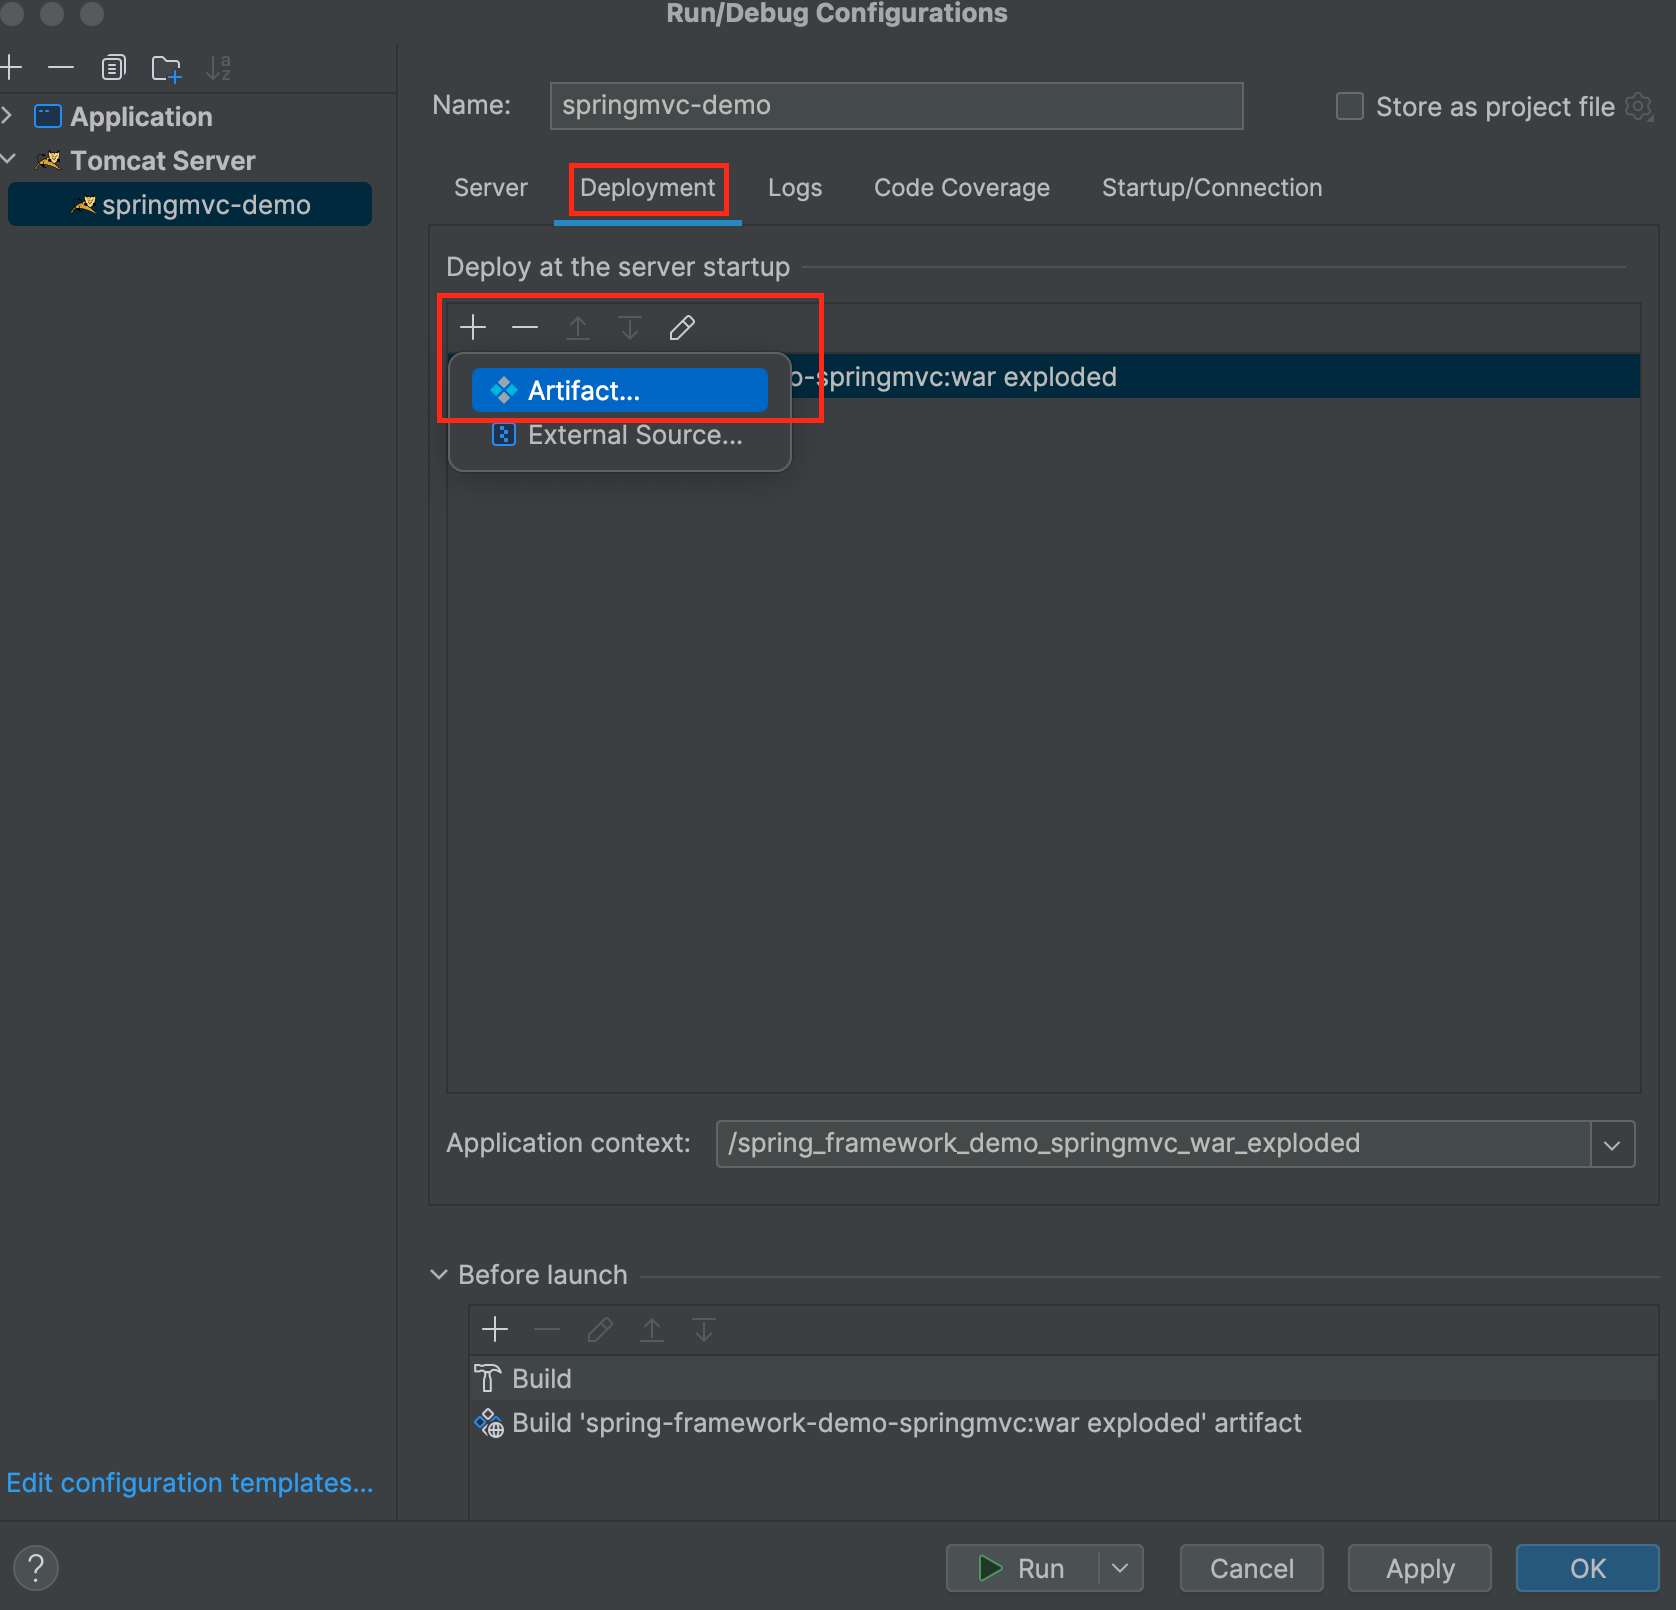 Run/Debug Configurations
Name: springmvc-demo Store as project file
Application
Tomcat Server
springmvc-demo
Server Deployment Logs Code Coverage Startup/Connection
Deploy at the server startup
-springmvc:war exploded
Artifact...
External Source...
Application context: /spring_framework_demo_springmvc_war_exploded
Before launch
Build
Build 'spring-framework-demo-springmvc:war exploded' artifact
Edit configuration templates...
? Run Cancel Apply OK